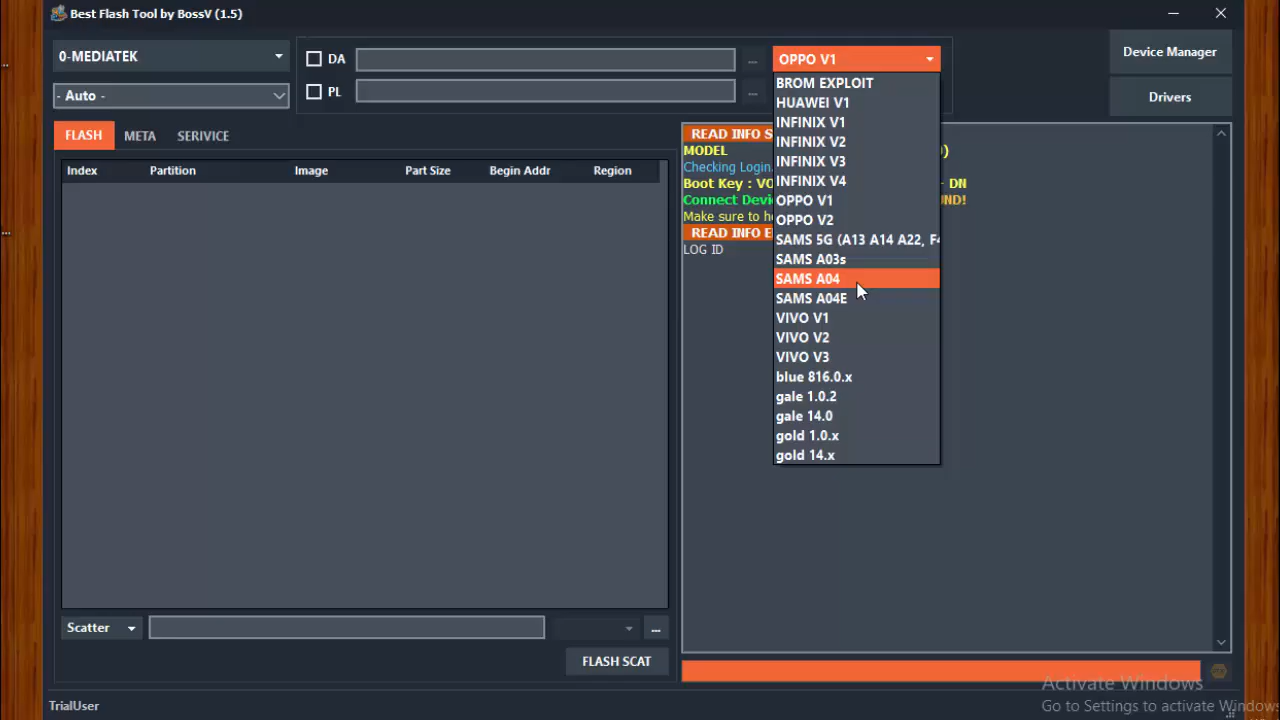 Best Flash Tool by BossV (1.5)
0-MEDIATEK
- Auto -
DA
...
PL
...
OPPO V1
Device Manager
Drivers
FLASH
META
SERIVICE
Index
Partition
Image
Part Size
Begin Addr
Region
BROM EXPLOIT
HUAWEI V1
INFINIX V1
INFINIX V2
INFINIX V3
INFINIX V4
OPPO V1
OPPO V2
SAMS 5G (A13 A14 A22, F4
SAMS A03s
SAMS A04
SAMS A04E
VIVO V1
VIVO V2
VIVO V3
blue 816.0.x
gale 1.0.2
gale 14.0
gold 1.0.x
gold 14.x
READ INFO
MODEL )
Checking Login.
Boot Key : - DN
Connect ND!
Make sure to
READ INFO
LOG ID
Scatter
...
FLASH SCAT
TrialUser
Activate Windows
Go to Settings to activate Windows